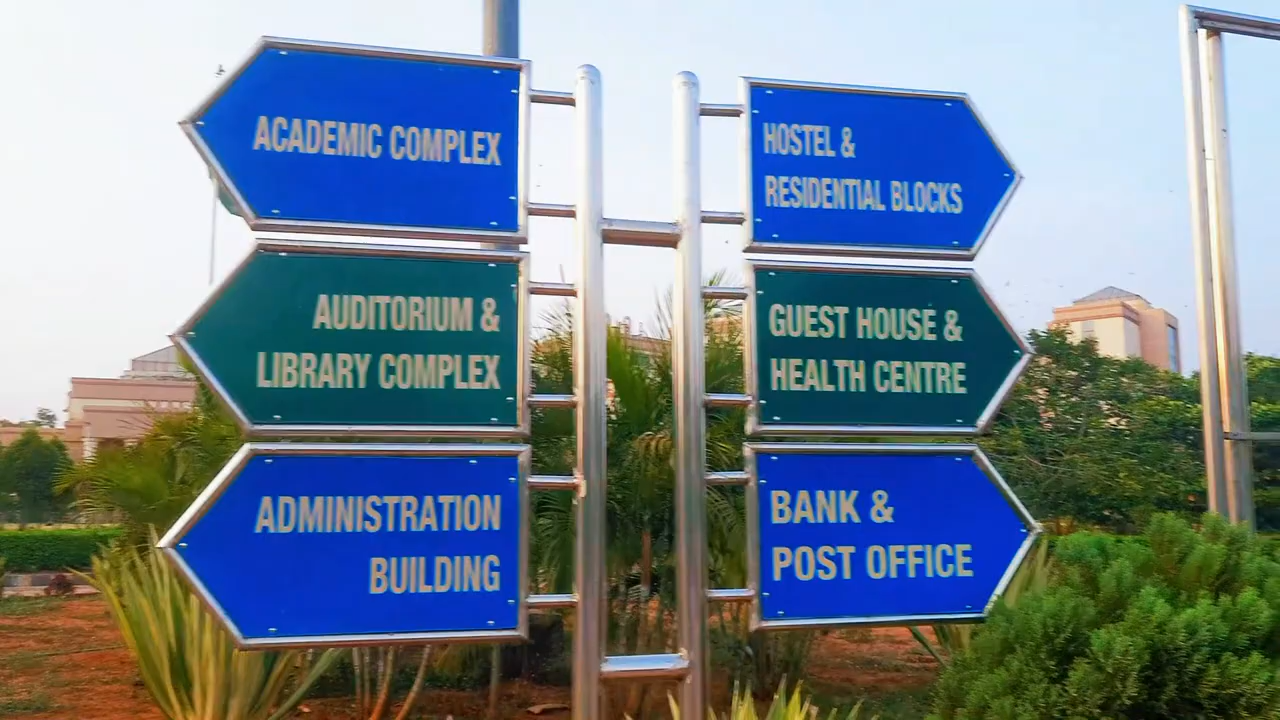 ACADEMIC COMPLEX
AUDITORIUM &
LIBRARY COMPLEX
ADMINISTRATION
BUILDING
HOSTEL &
RESIDENTIAL BLOCKS
GUEST HOUSE &
HEALTH CENTRE
BANK &
POST OFFICE